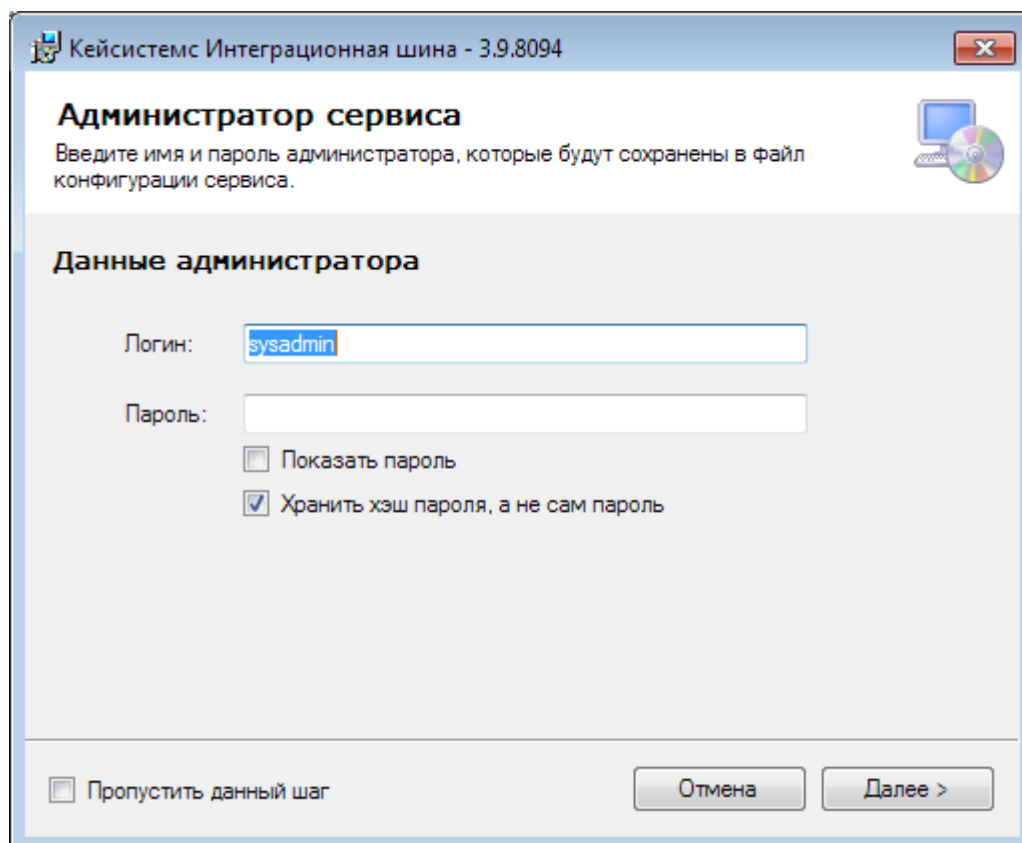 Кейсистемс Интеграционная шина - 3.9.8094
Администратор сервиса
Введите имя и пароль администратора, которые будут сохранены в файл
конфигурации сервиса.
Данные администратора
Логин: sysadmin
Пароль:
Показать пароль
Хранить хэш пароля, а не сам пароль
Пропустить данный шаг Отмена Далее >